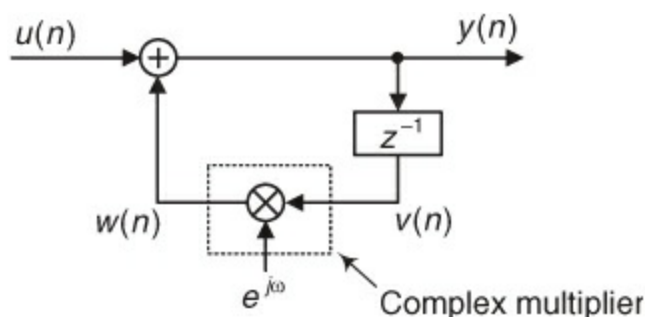 u(n)
y(n)
+
z⁻¹
w(n)
v(n)
e^{jω}
Complex multiplier